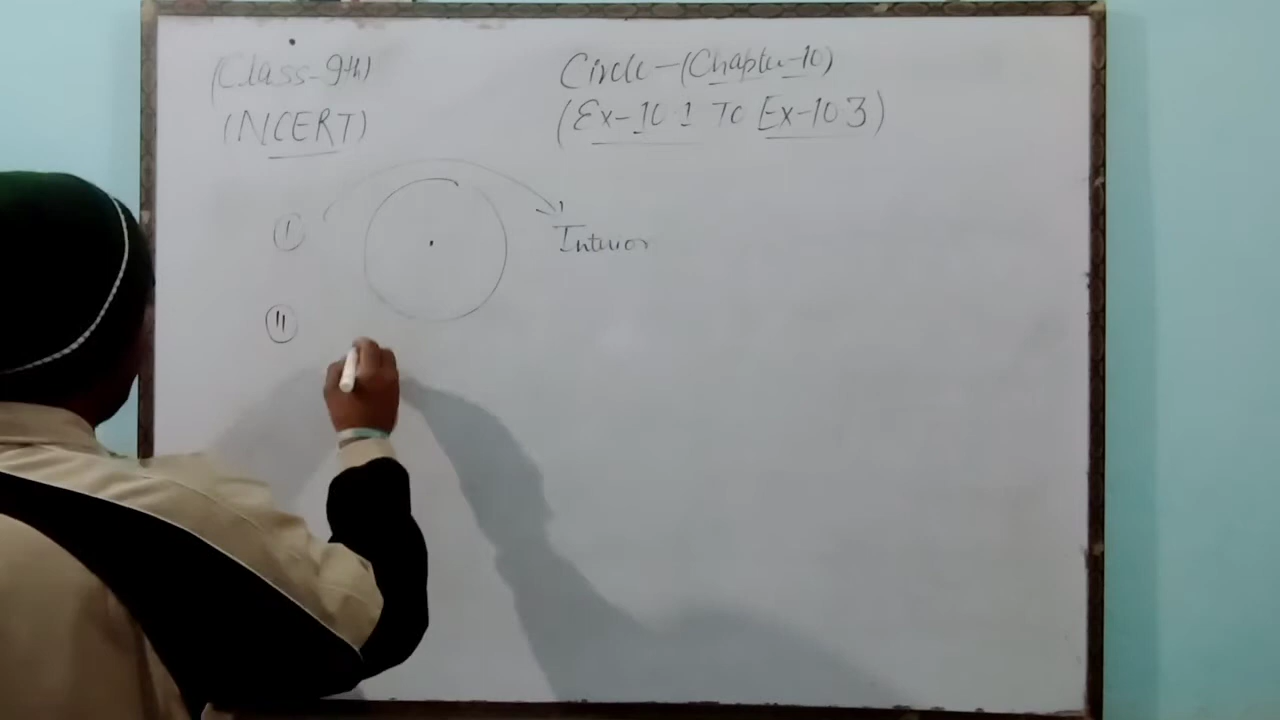 (Class-9th)
(NCERT)
Circle-(Chapter-10)
(Ex-10.1 To Ex-10.3)
I
Interior
II